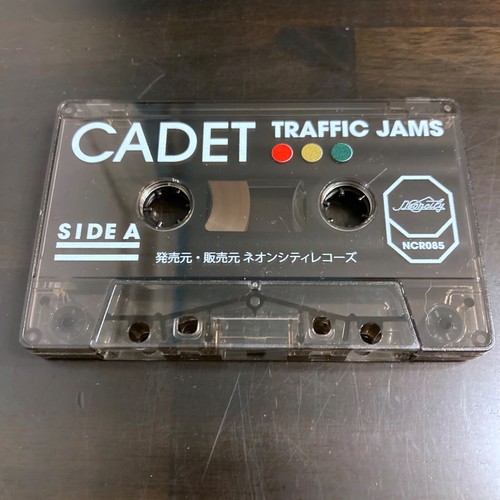 CADET
TRAFFIC JAMS
SIDE A
Neoncity
NCR085
発売元・販売元 ネオンシティレコーズ